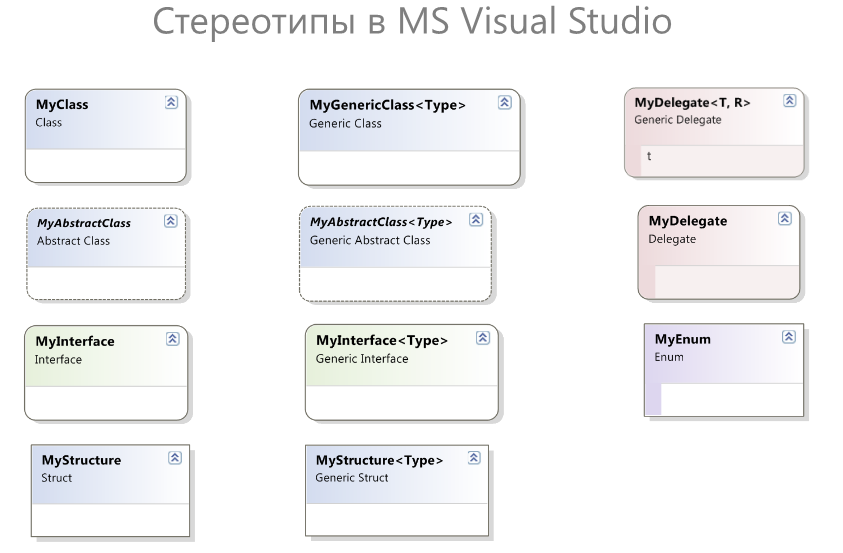 Стереотипы в MS Visual Studio
MyClass
Class
MyGenericClass<Type>
Generic Class
MyDelegate<T, R>
Generic Delegate
t
MyAbstractClass
Abstract Class
MyAbstractClass<Type>
Generic Abstract Class
MyDelegate
Delegate
MyInterface
Interface
MyInterface<Type>
Generic Interface
MyEnum
Enum
MyStructure
Struct
MyStructure<Type>
Generic Struct